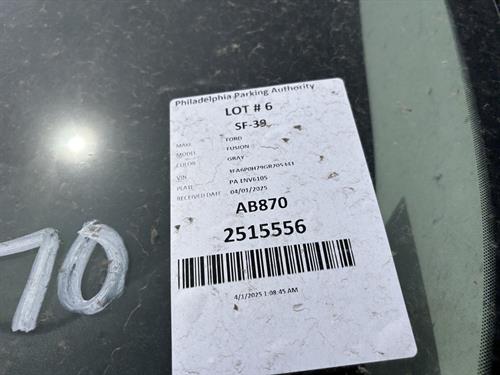 Philadelphia Parking Authority
LOT # 6
SF-39
MAKE FORD
MODEL FUSION
COLOR GRAY
VIN
PLATE PA ENV6105
RECEIVED DATE 04/01/2025
AB870
2515556
4/1/2025 1:08:45 AM
70